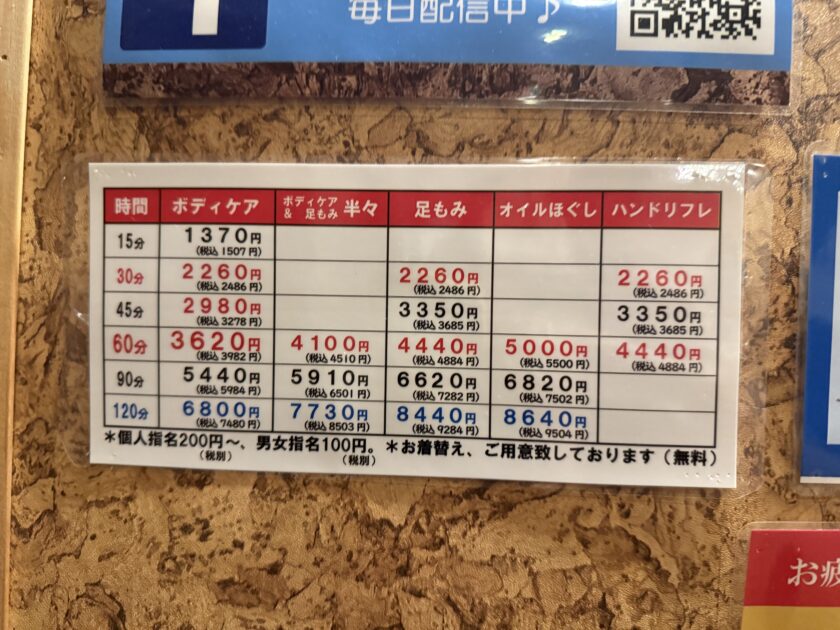 毎日配信中♪
時間 ボディケア ボディケア & 足もみ 半々 足もみ オイルほぐし ハンドリフレ
15分 1370円 (税込1507円)
30分 2260円 (税込2486円) 2260円 (税込2486円) 2260円 (税込2486円)
45分 2980円 (税込3278円) 3350円 (税込3685円) 3350円 (税込3685円)
60分 3620円 (税込3982円) 4100円 (税込4510円) 4440円 (税込4884円) 5000円 (税込5500円) 4440円 (税込4884円)
90分 5440円 (税込5984円) 5910円 (税込6501円) 6620円 (税込7282円) 6820円 (税込7502円)
120分 6800円 (税込7480円) 7730円 (税込8503円) 8440円 (税込9284円) 8640円 (税込9504円)
*個人指名200円~、男女指名100円。*お着替え、ご用意致しております(無料)
(税別) (税別)
お疲